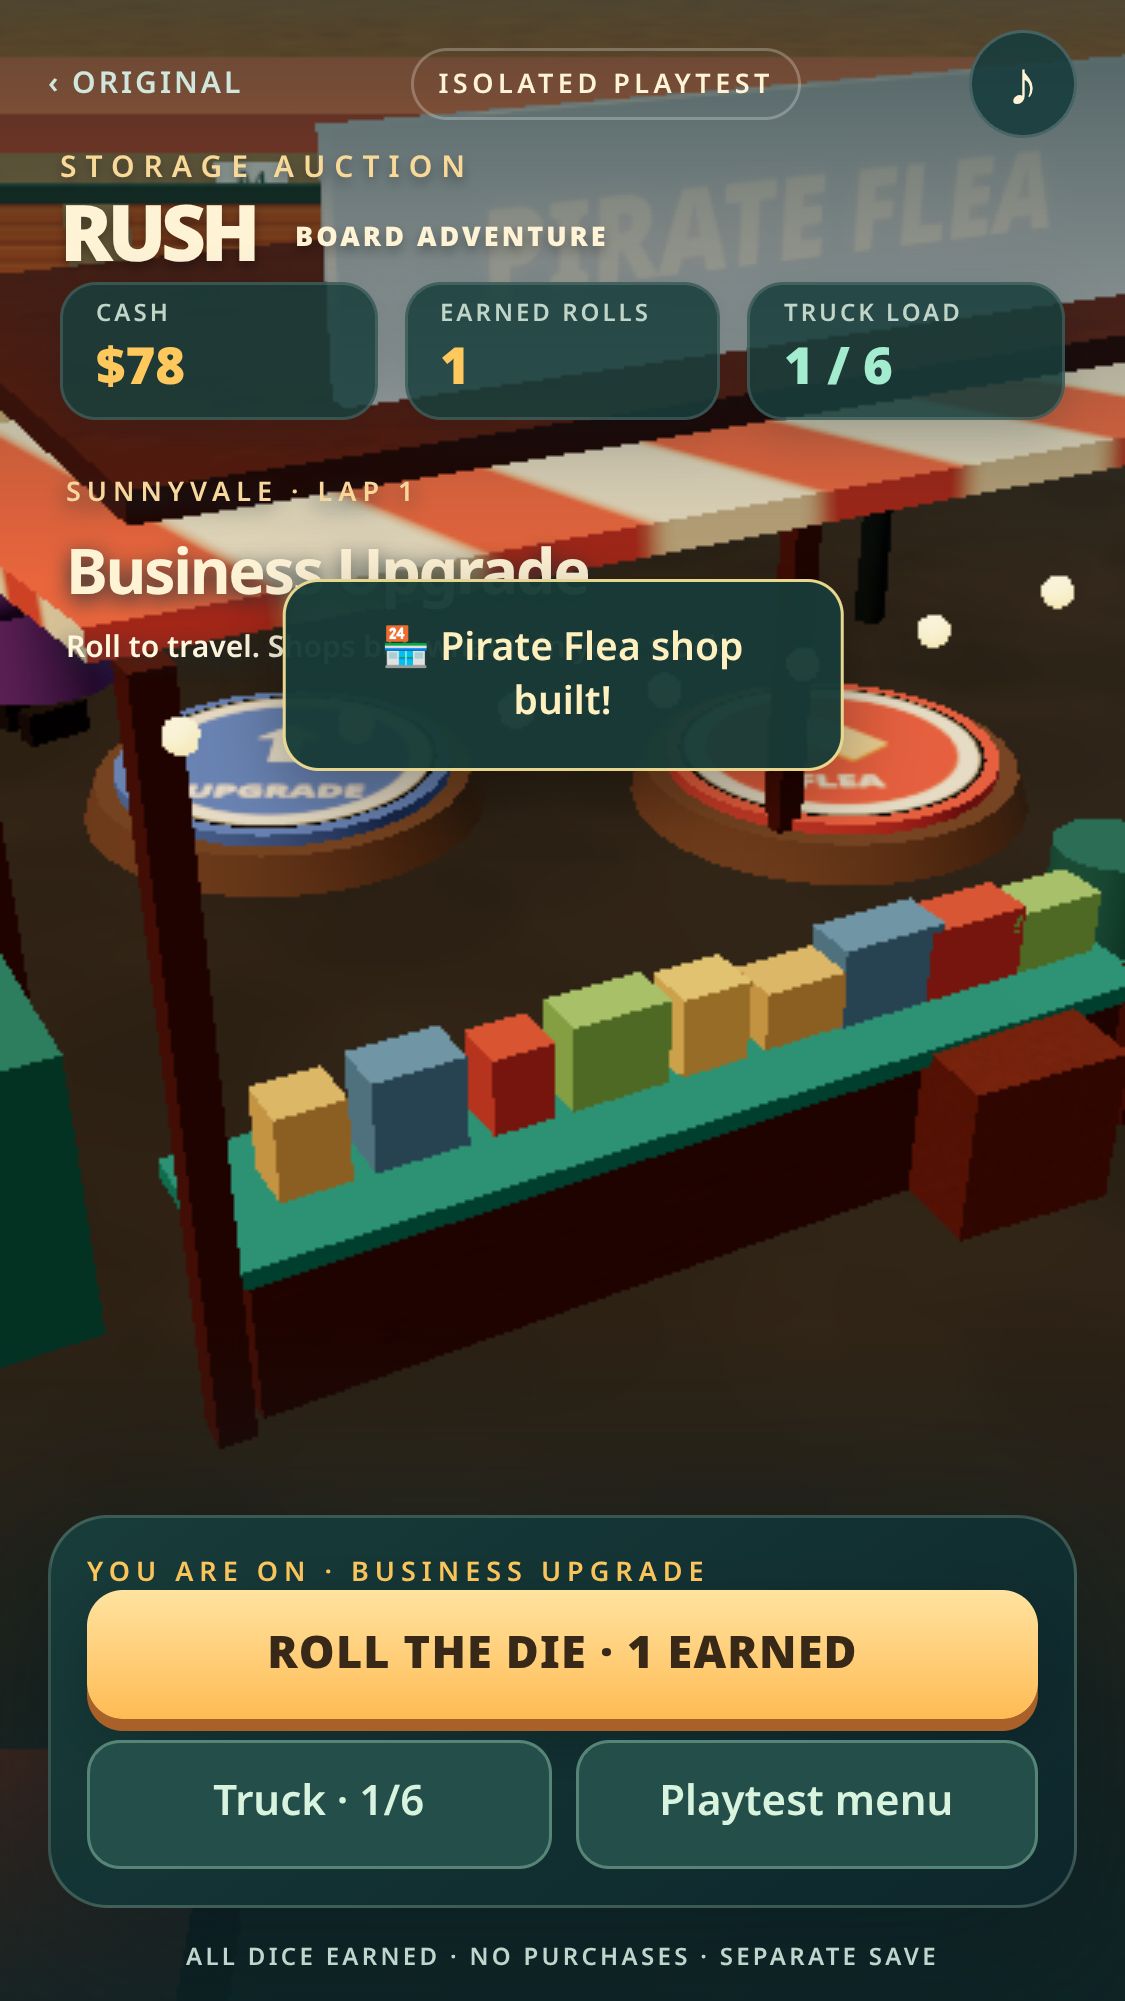 ‹ ORIGINAL
ISOLATED PLAYTEST
♪
STORAGE AUCTION
RUSH BOARD ADVENTURE
PIRATE FLEA
CASH
$78
EARNED ROLLS
1
TRUCK LOAD
1 / 6
SUNNYVALE · LAP 1
Business Upgrade
Roll to travel. Shops
🏪 Pirate Flea shop
built!
UPGRADE
FLEA
YOU ARE ON · BUSINESS UPGRADE
ROLL THE DIE · 1 EARNED
Truck · 1/6
Playtest menu
ALL DICE EARNED · NO PURCHASES · SEPARATE SAVE